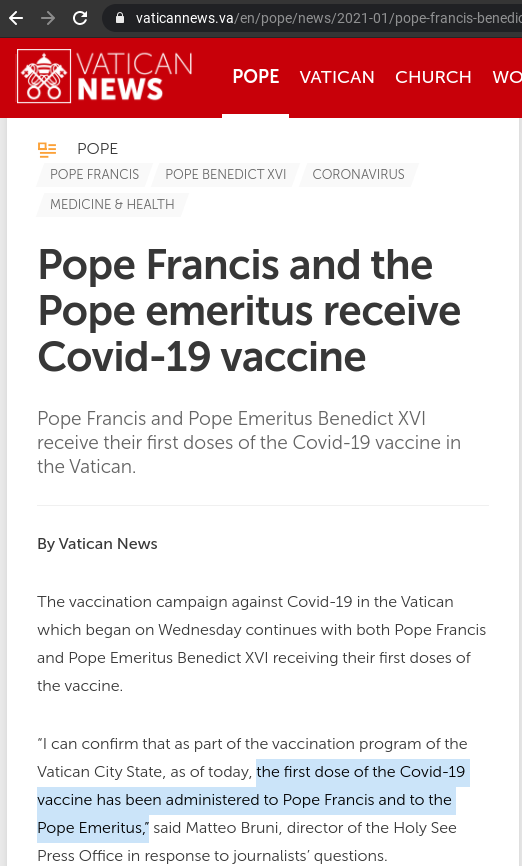 vaticannews.va/en/pope/news/2021-01/pope-francis-benedic
VATICAN
NEWS
POPE VATICAN CHURCH WO
POPE
POPE FRANCIS POPE BENEDICT XVI CORONAVIRUS
MEDICINE & HEALTH
Pope Francis and the
Pope emeritus receive
Covid-19 vaccine
Pope Francis and Pope Emeritus Benedict XVI
receive their first doses of the Covid-19 vaccine in
the Vatican.
By Vatican News
The vaccination campaign against Covid-19 in the Vatican
which began on Wednesday continues with both Pope Francis
and Pope Emeritus Benedict XVI receiving their first doses of
the vaccine.
“I can confirm that as part of the vaccination program of the
Vatican City State, as of today, the first dose of the Covid-19
vaccine has been administered to Pope Francis and to the
Pope Emeritus,” said Matteo Bruni, director of the Holy See
Press Office in response to journalists’ questions.